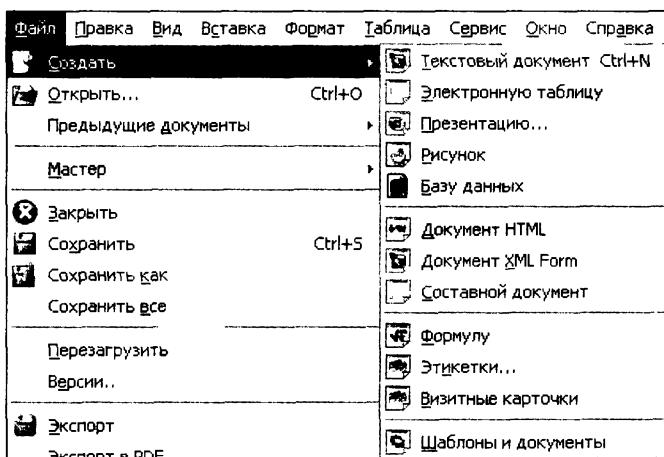 Файл Правка Вид Вставка Формат Таблица Сервис Окно Справка
Создать
Открыть... Ctrl+O
Предыдущие документы
Мастер
Закрыть
Сохранить Ctrl+S
Сохранить как
Сохранить все
Перезагрузить
Версии..
Экспорт
Экспорт в PDF
Текстовый документ Ctrl+N
Электронную таблицу
Презентацию...
Рисунок
Базу данных
Документ HTML
Документ XML Form
Составной документ
Формулу
Этикетки...
Визитные карточки
Шаблоны и документы